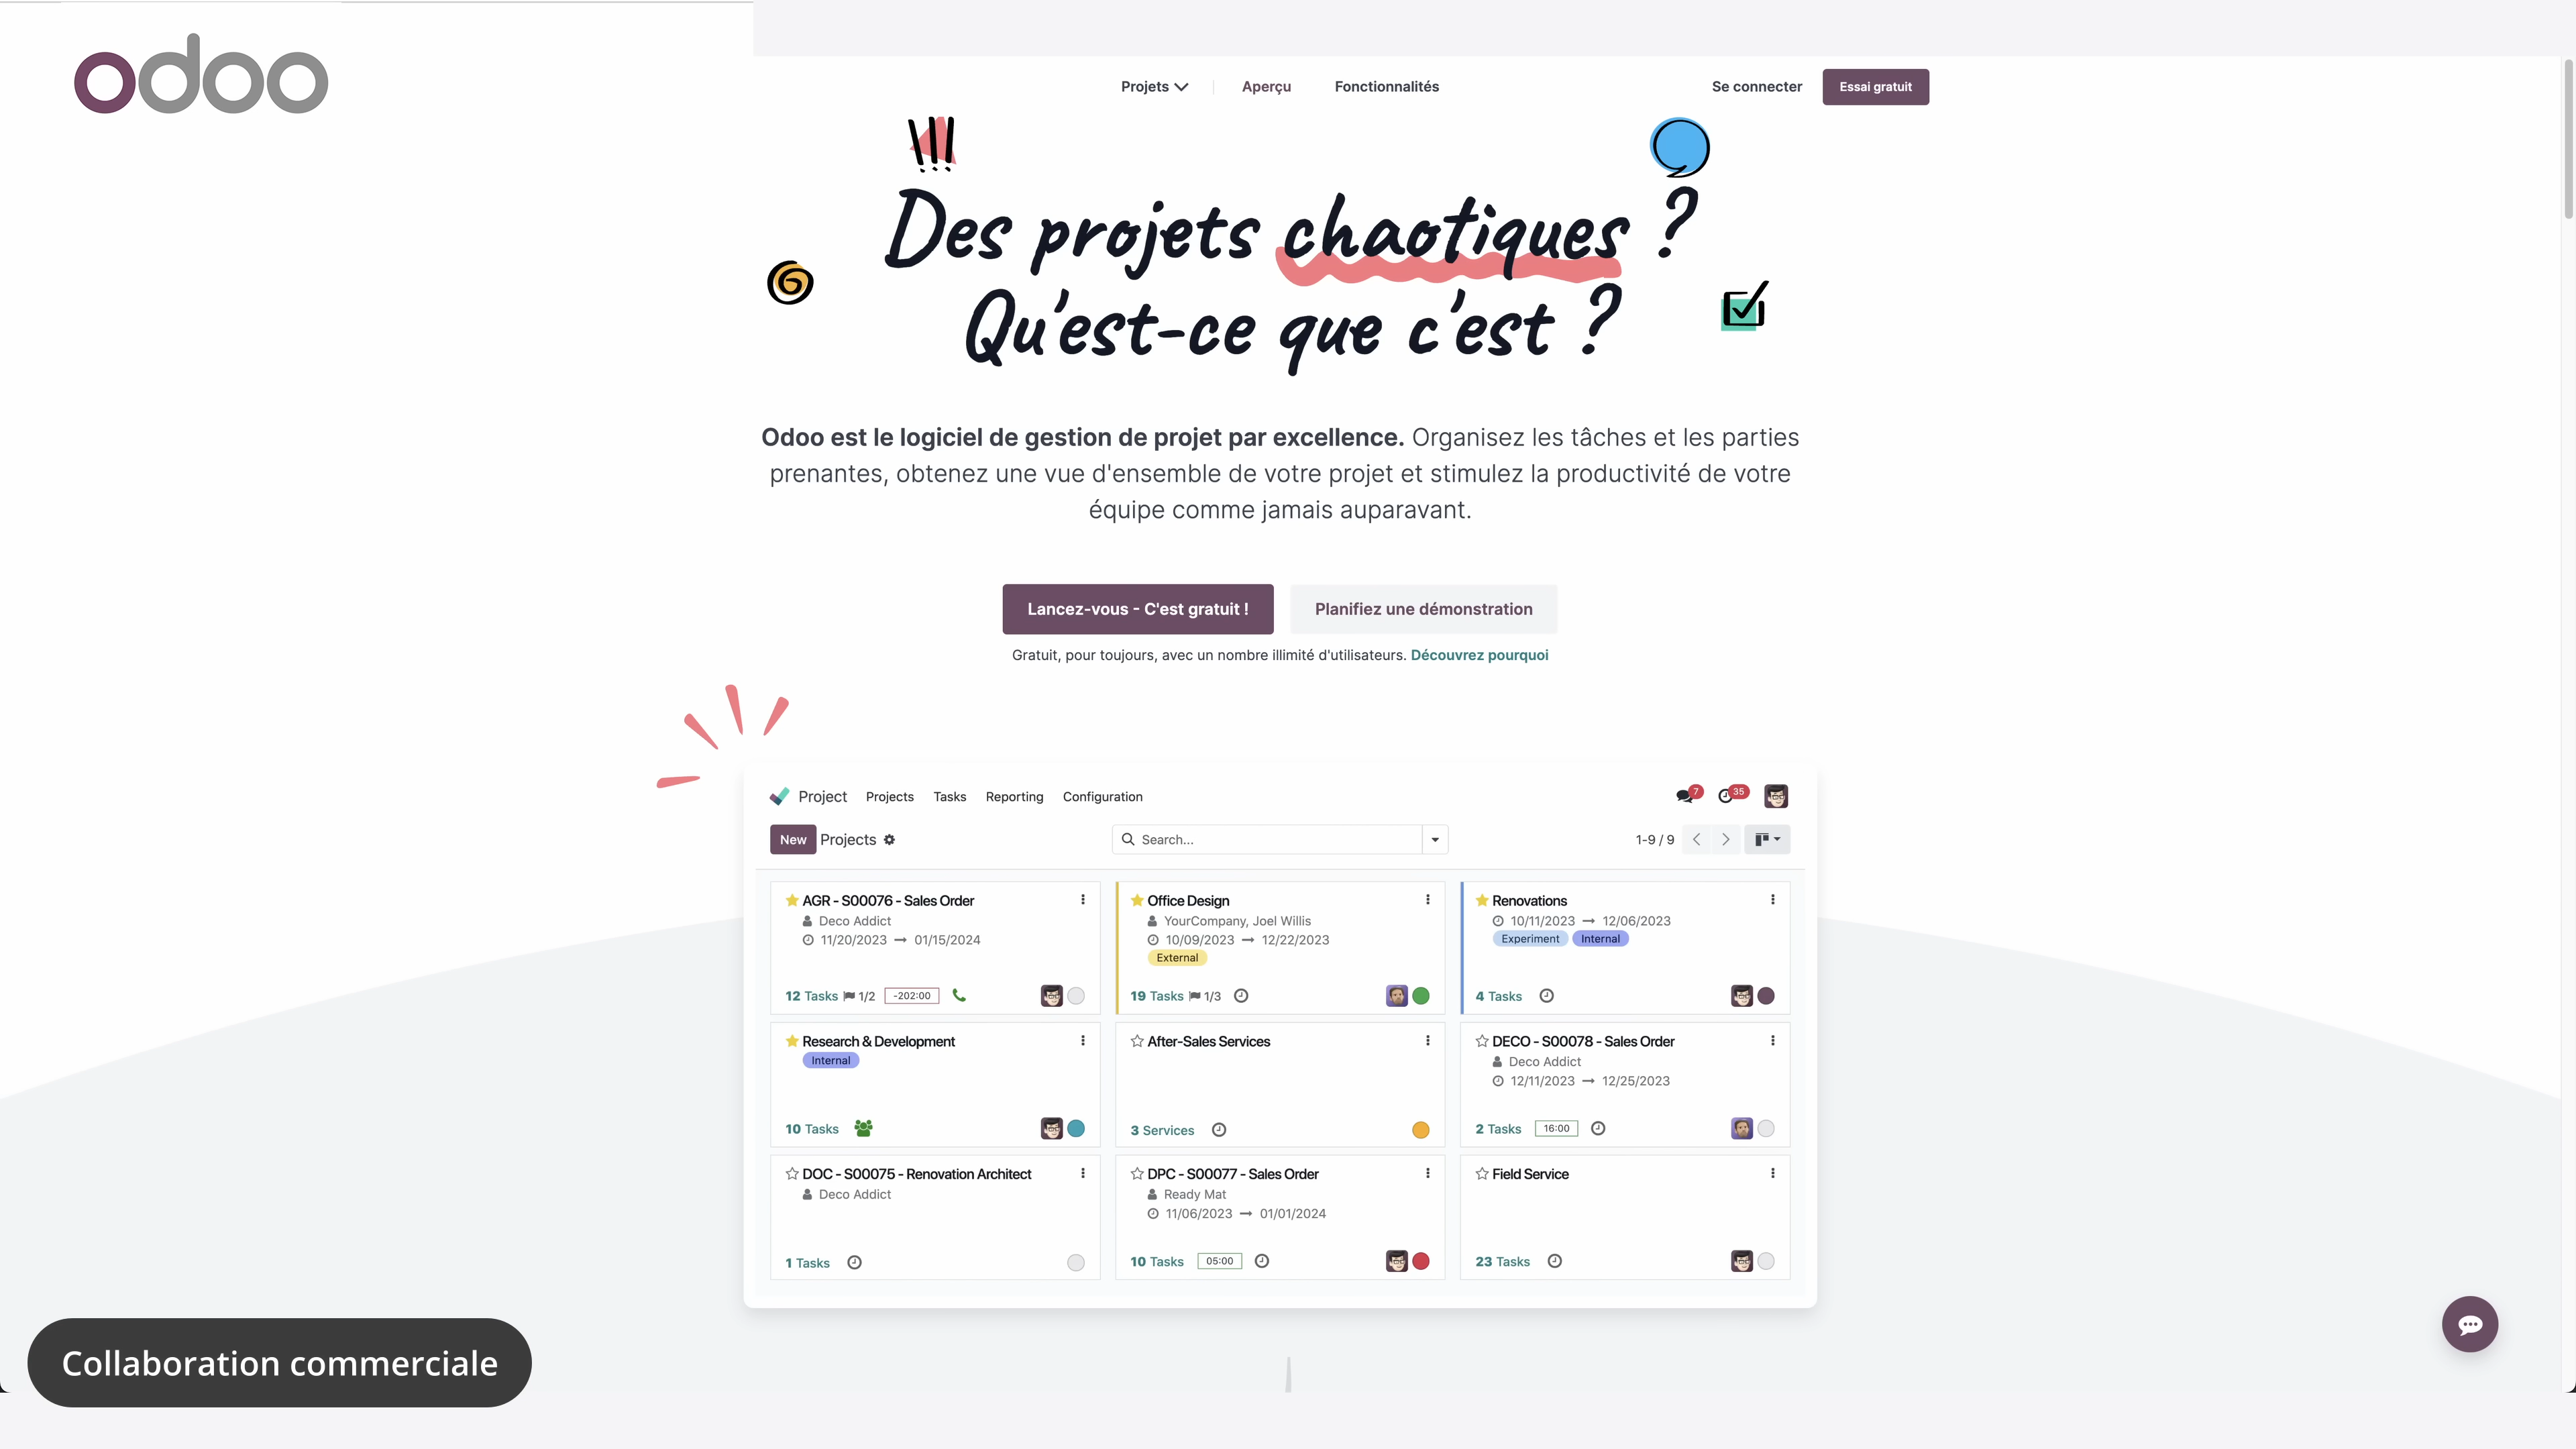 odoo
Projets
Aperçu
Fonctionnalités
Se connecter
Essai gratuit
Des projets chaotiques ?
Qu'est-ce que c'est ?
Odoo est le logiciel de gestion de projet par excellence. Organisez les tâches et les parties
prenantes, obtenez une vue d'ensemble de votre projet et stimulez la productivité de votre
équipe comme jamais auparavant.
Lancez-vous - C'est gratuit !
Planifiez une démonstration
Gratuit, pour toujours, avec un nombre illimité d'utilisateurs. Découvrez pourquoi
Project Projects Tasks Reporting Configuration
7
35
New Projects
Search...
1-9 / 9
AGR - S00076 - Sales Order
Deco Addict
11/20/2023 → 01/15/2024
12 Tasks 1/2 -202:00
Office Design
YourCompany, Joel Willis
10/09/2023 → 12/22/2023
External
19 Tasks 1/3
Renovations
10/11/2023 → 12/06/2023
Experiment Internal
4 Tasks
Research & Development
Internal
10 Tasks
After-Sales Services
3 Services
DECO - S00078 - Sales Order
Deco Addict
12/11/2023 → 12/25/2023
2 Tasks 16:00
DOC - S00075 - Renovation Architect
Deco Addict
1 Tasks
DPC - S00077 - Sales Order
Ready Mat
11/06/2023 → 01/01/2024
10 Tasks 05:00
Field Service
23 Tasks
Collaboration commerciale